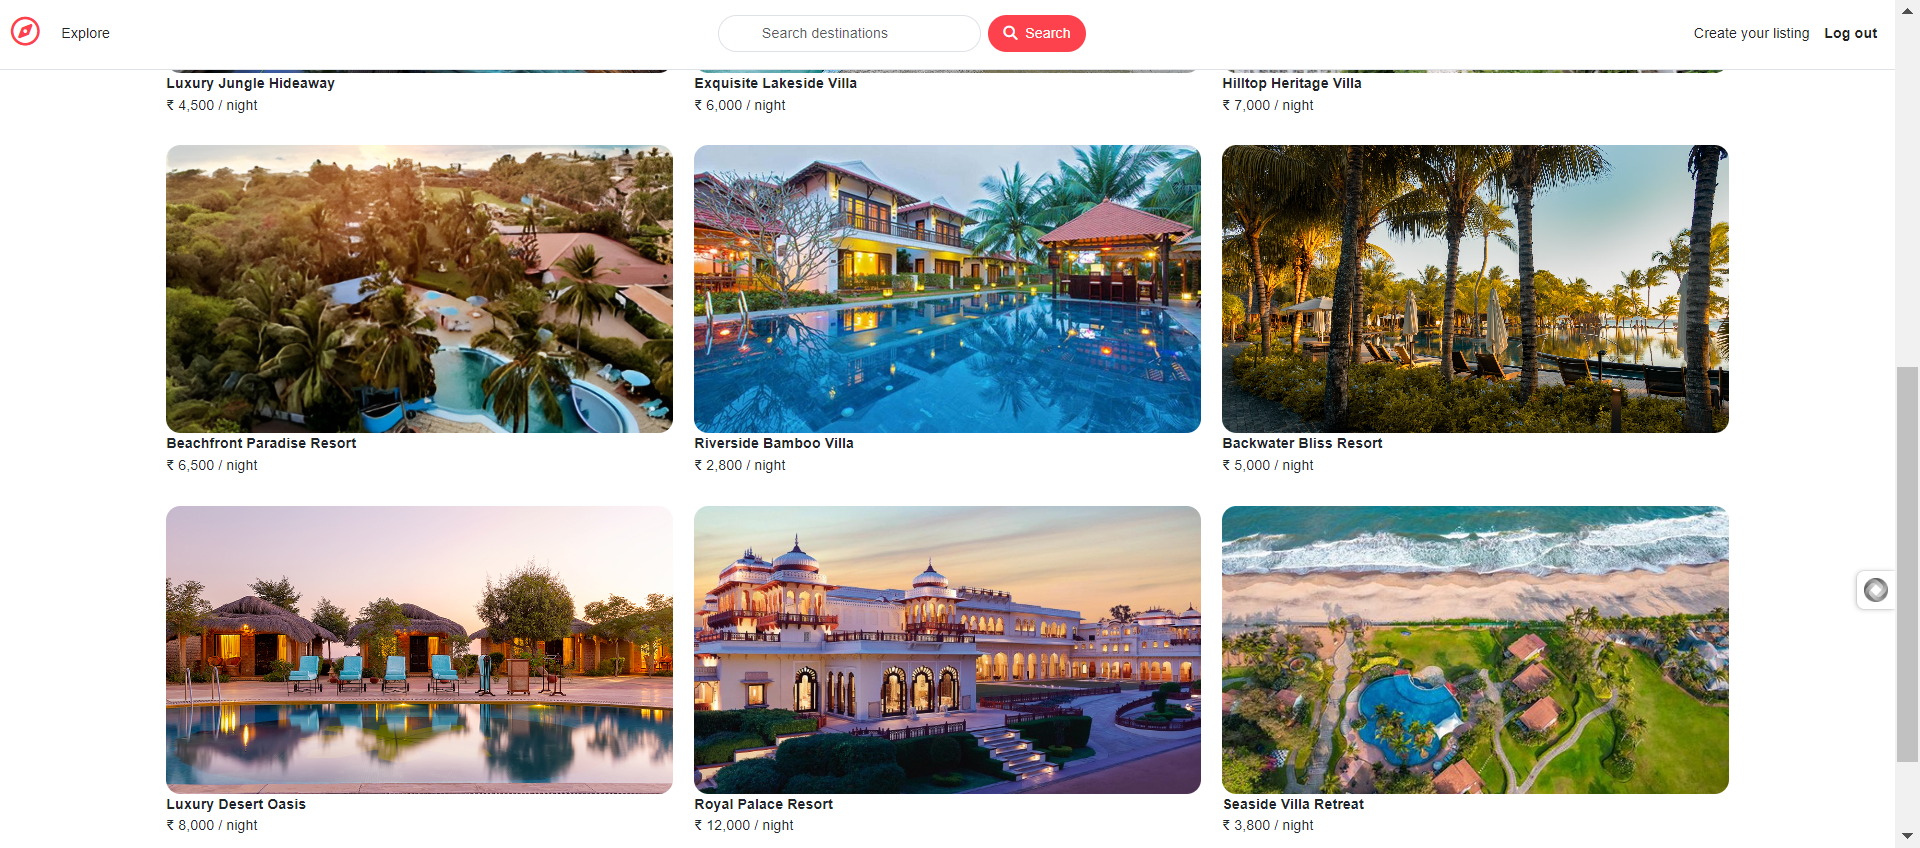 Explore
Search destinations
Search
Create your listing
Log out
Luxury Jungle Hideaway
₹ 4,500 / night
Exquisite Lakeside Villa
₹ 6,000 / night
Hilltop Heritage Villa
₹ 7,000 / night
Beachfront Paradise Resort
₹ 6,500 / night
Riverside Bamboo Villa
₹ 2,800 / night
Backwater Bliss Resort
₹ 5,000 / night
Luxury Desert Oasis
₹ 8,000 / night
Royal Palace Resort
₹ 12,000 / night
Seaside Villa Retreat
₹ 3,800 / night